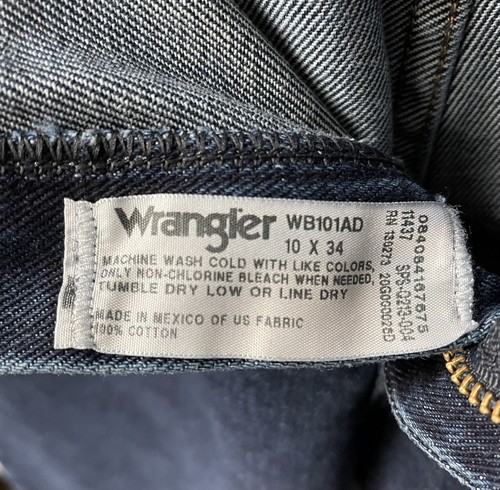 Wrangler WB101AD
10 X 34
MACHINE WASH COLD WITH LIKE COLORS,
ONLY NON-CHLORINE BLEACH WHEN NEEDED,
TUMBLE DRY LOW OR LINE DRY
MADE IN MEXICO OF US FABRIC
100% COTTON
084084167675
11437 SPS-0213-004
RN 130273